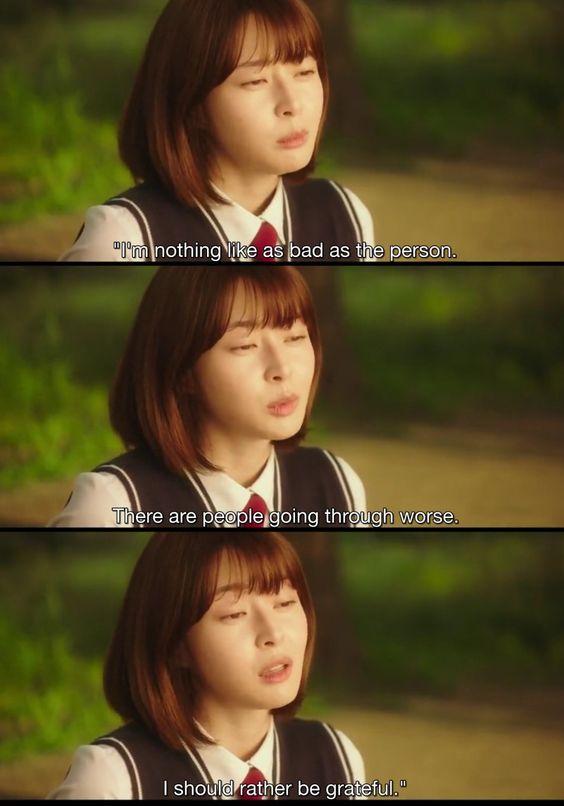 "I'm nothing like as bad as the person.
There are people going through worse.
I should rather be grateful."